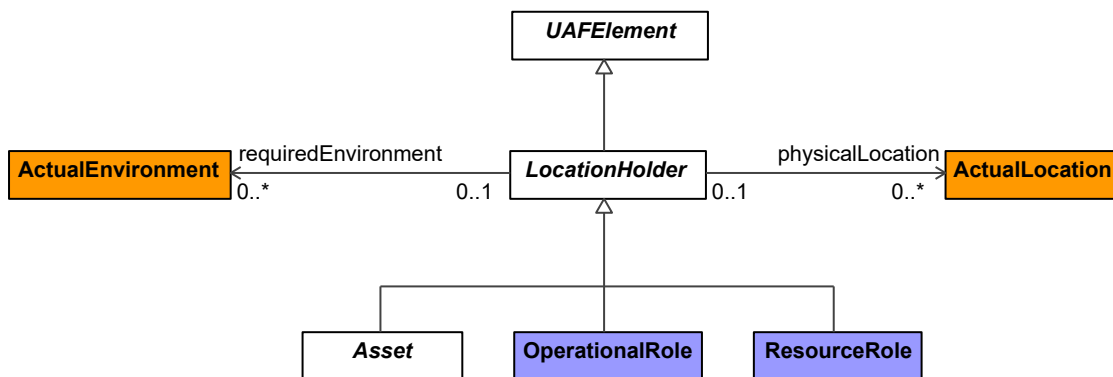 UAFElement
requiredEnvironment
physicalLocation
ActualEnvironment
LocationHolder
ActualLocation
0..*
0..1
0..1
0..*
Asset
OperationalRole
ResourceRole